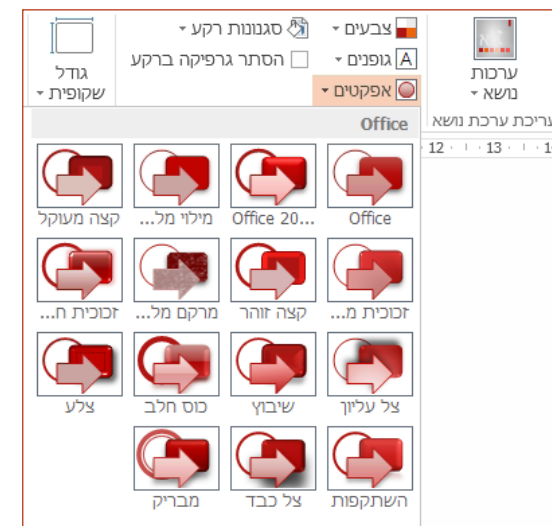 ערכות
נושא
צבעים
גופנים
אפקטים
סגנונות רקע
הסתר גרפיקה ברקע
גודל
שקופית
עריכת ערכת נושא
12 13
Office
Office Office 20... מילוי מל... קצה מעוקל
זכוכית מ... קצה זוהר מרקם מל... זכוכית ח...
צל עליון שיבוץ כוס חלב צלע
השתקפות צל כבד מבריק